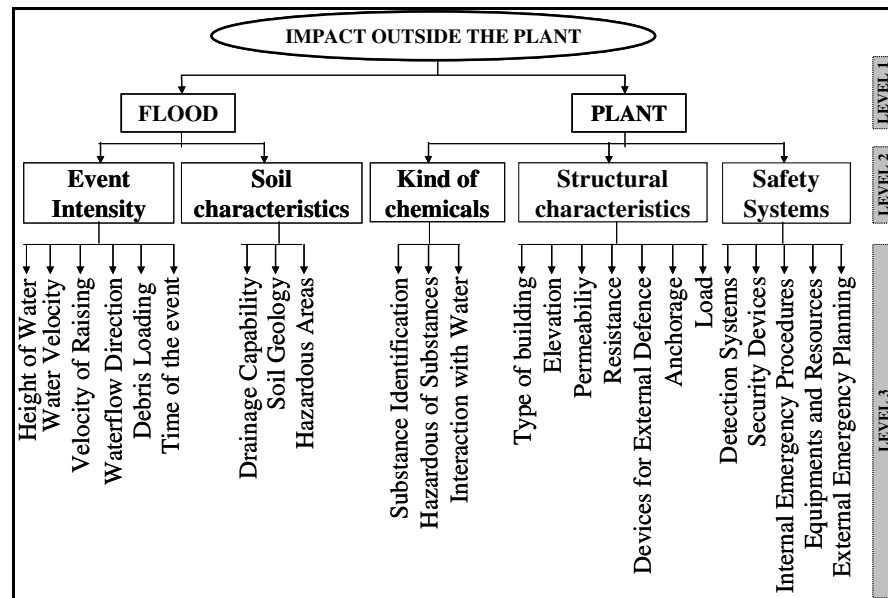 IMPACT OUTSIDE THE PLANT
LEVEL 1
FLOOD
PLANT
LEVEL 2
Event
Intensity
Soil
characteristics
Kind of
chemicals
Structural
characteristics
Safety
Systems
LEVEL 3
Height of Water
Water Velocity
Velocity of Raising
Waterflow Direction
Debris Loading
Time of the event
Drainage Capability
Soil Geology
Hazardous Areas
Substance Identification
Hazardous of Substances
Interaction with Water
Type of building
Elevation
Permeabiliy
Resistance
Devices for External Defence
Anchorage
Load
Detection Systems
Security Devices
Internal Emergency Procedures
Equipments and Resources
External Emergency Planning